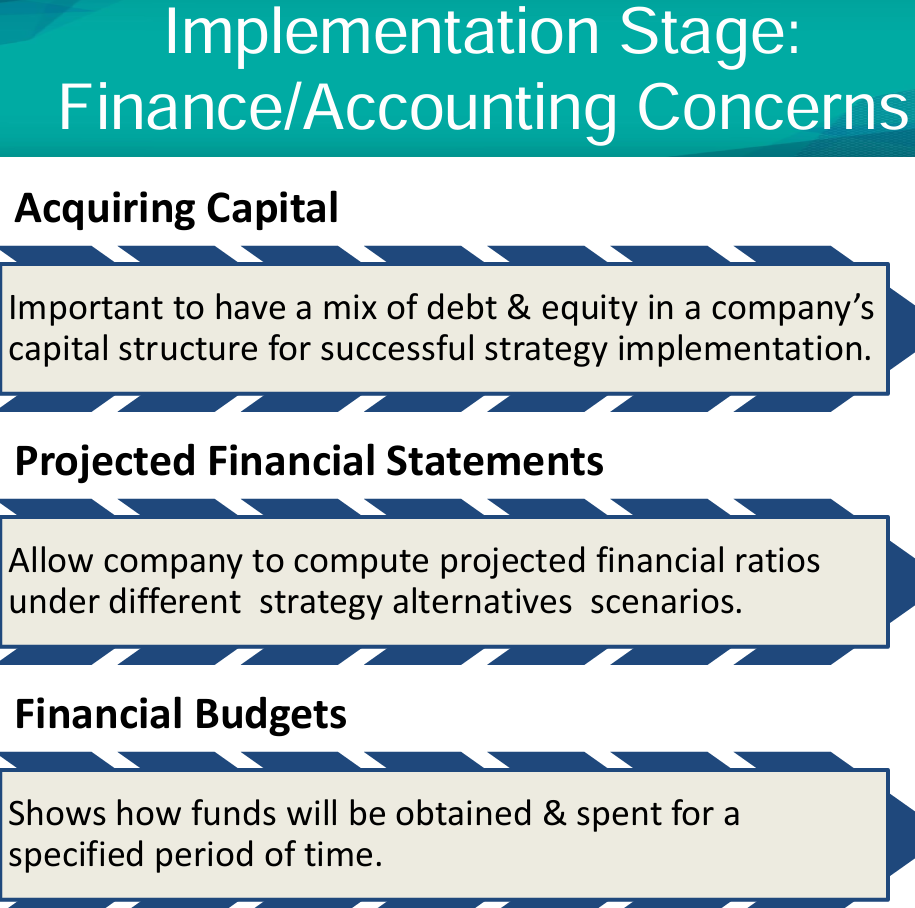 Implementation Stage:
Finance/Accounting Concerns
Acquiring Capital
Important to have a mix of debt & equity in a company’s
capital structure for successful strategy implementation.
Projected Financial Statements
Allow company to compute projected financial ratios
under different  strategy alternatives  scenarios.
Financial Budgets
Shows how funds will be obtained & spent for a
specified period of time.